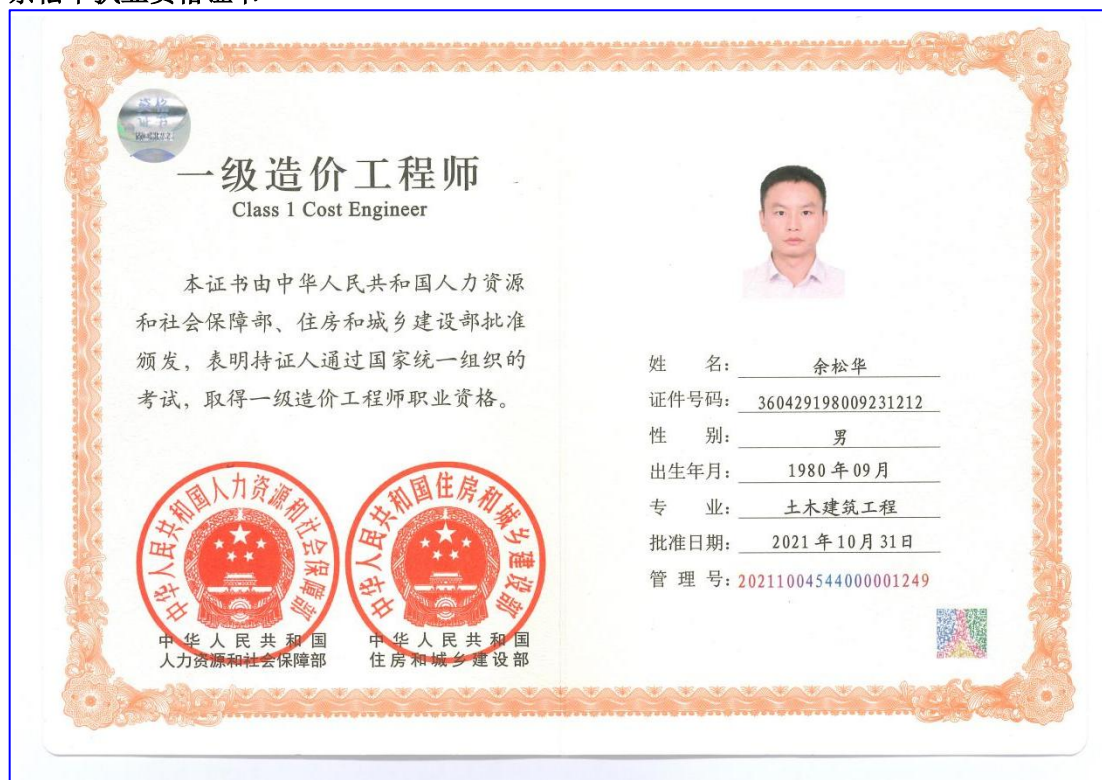 一级造价工程师
Class 1 Cost Engineer
本证书由中华人民共和国人力资源
和社会保障部、住房和城乡建设部批准
颁发，表明持证人通过国家统一组织的
考试，取得一级造价工程师职业资格。
中华人民共和国人力资源和社会保障部
中华人民共和国住房和城乡建设部
中华人民共和国
人力资源和社会保障部
中华人民共和国
住房和城乡建设部
姓 名： 余松华
证件号码： 360429198009231212
性 别： 男
出生年月： 1980年09月
专 业： 土木建筑工程
批准日期： 2021年10月31日
管 理 号： 20211004544000001249